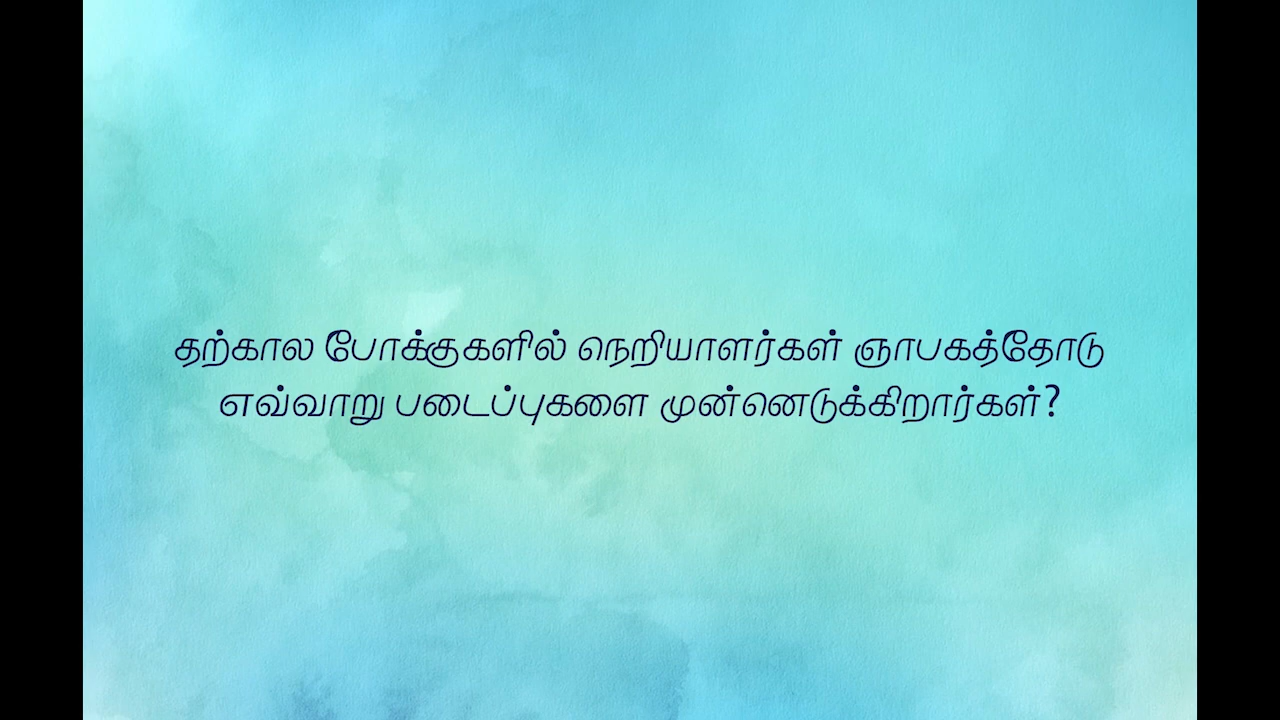 தற்கால போக்குகளில் நெறியாளர்கள் ஞாபகத்தோடு
எவ்வாறு படைப்புகளை முன்னெடுக்கிறார்கள்?